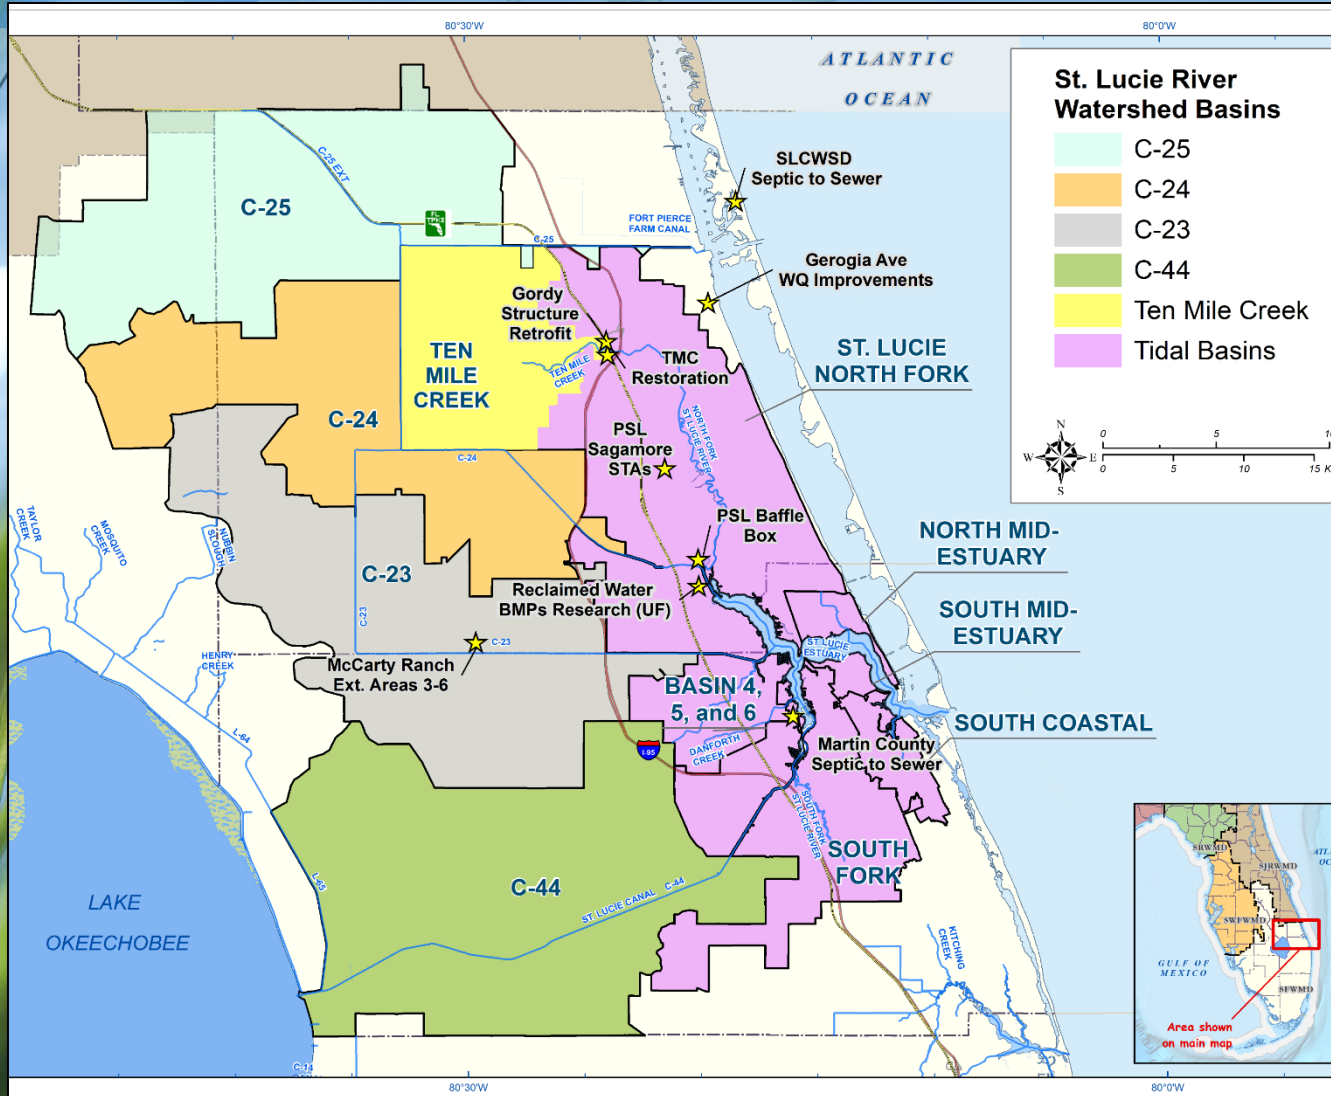 80°30'W
80°0'W
ATLANTIC
OCEAN
St. Lucie River
Watershed Basins
C-25
C-24
C-23
C-44
Ten Mile Creek
Tidal Basins
N
W
E
S
0
5
10
0
5
10
15
SLCWSD
Septic to Sewer
C-25 EXT
C-25
FL
TPKE
FORT PIERCE
FARM CANAL
C-25
Gerogia Ave
WQ Improvements
Gordy
Structure
Retrofit
TEN
MILE
CREEK
TEN MILE
CREEK
TMC
Restoration
ST. LUCIE
NORTH FORK
C-24
NORTH FORK
ST LUCIE RIVER
PSL
Sagamore
STAs
C-24
TAYLOR
CREEK
MOSQUITO
CREEK
NUBBIN
SLOUGH
PSL Baffle
Box
NORTH MID-
ESTUARY
C-23
Reclaimed Water
BMPs Research (UF)
SOUTH MID-
ESTUARY
C-23
C-23
ST LUCIE
ESTUARY
HENRY
CREEK
McCarty Ranch
Ext. Areas 3-6
BASIN 4,
5, and 6
SOUTH COASTAL
L-64
I-95
DANFORTH
CREEK
Martin County
Septic to Sewer
SOUTH FORK
ST LUCIE RIVER
SOUTH
FORK
L-65
C-44
ST. LUCIE CANAL
C-44
LAKE
OKEECHOBEE
KITCHING
CREEK
SRWMD
SJRWMD
SWFWMD
GULF OF
MEXICO
SFWMD
Area shown
on main map
C-14
80°30'W
80°0'W